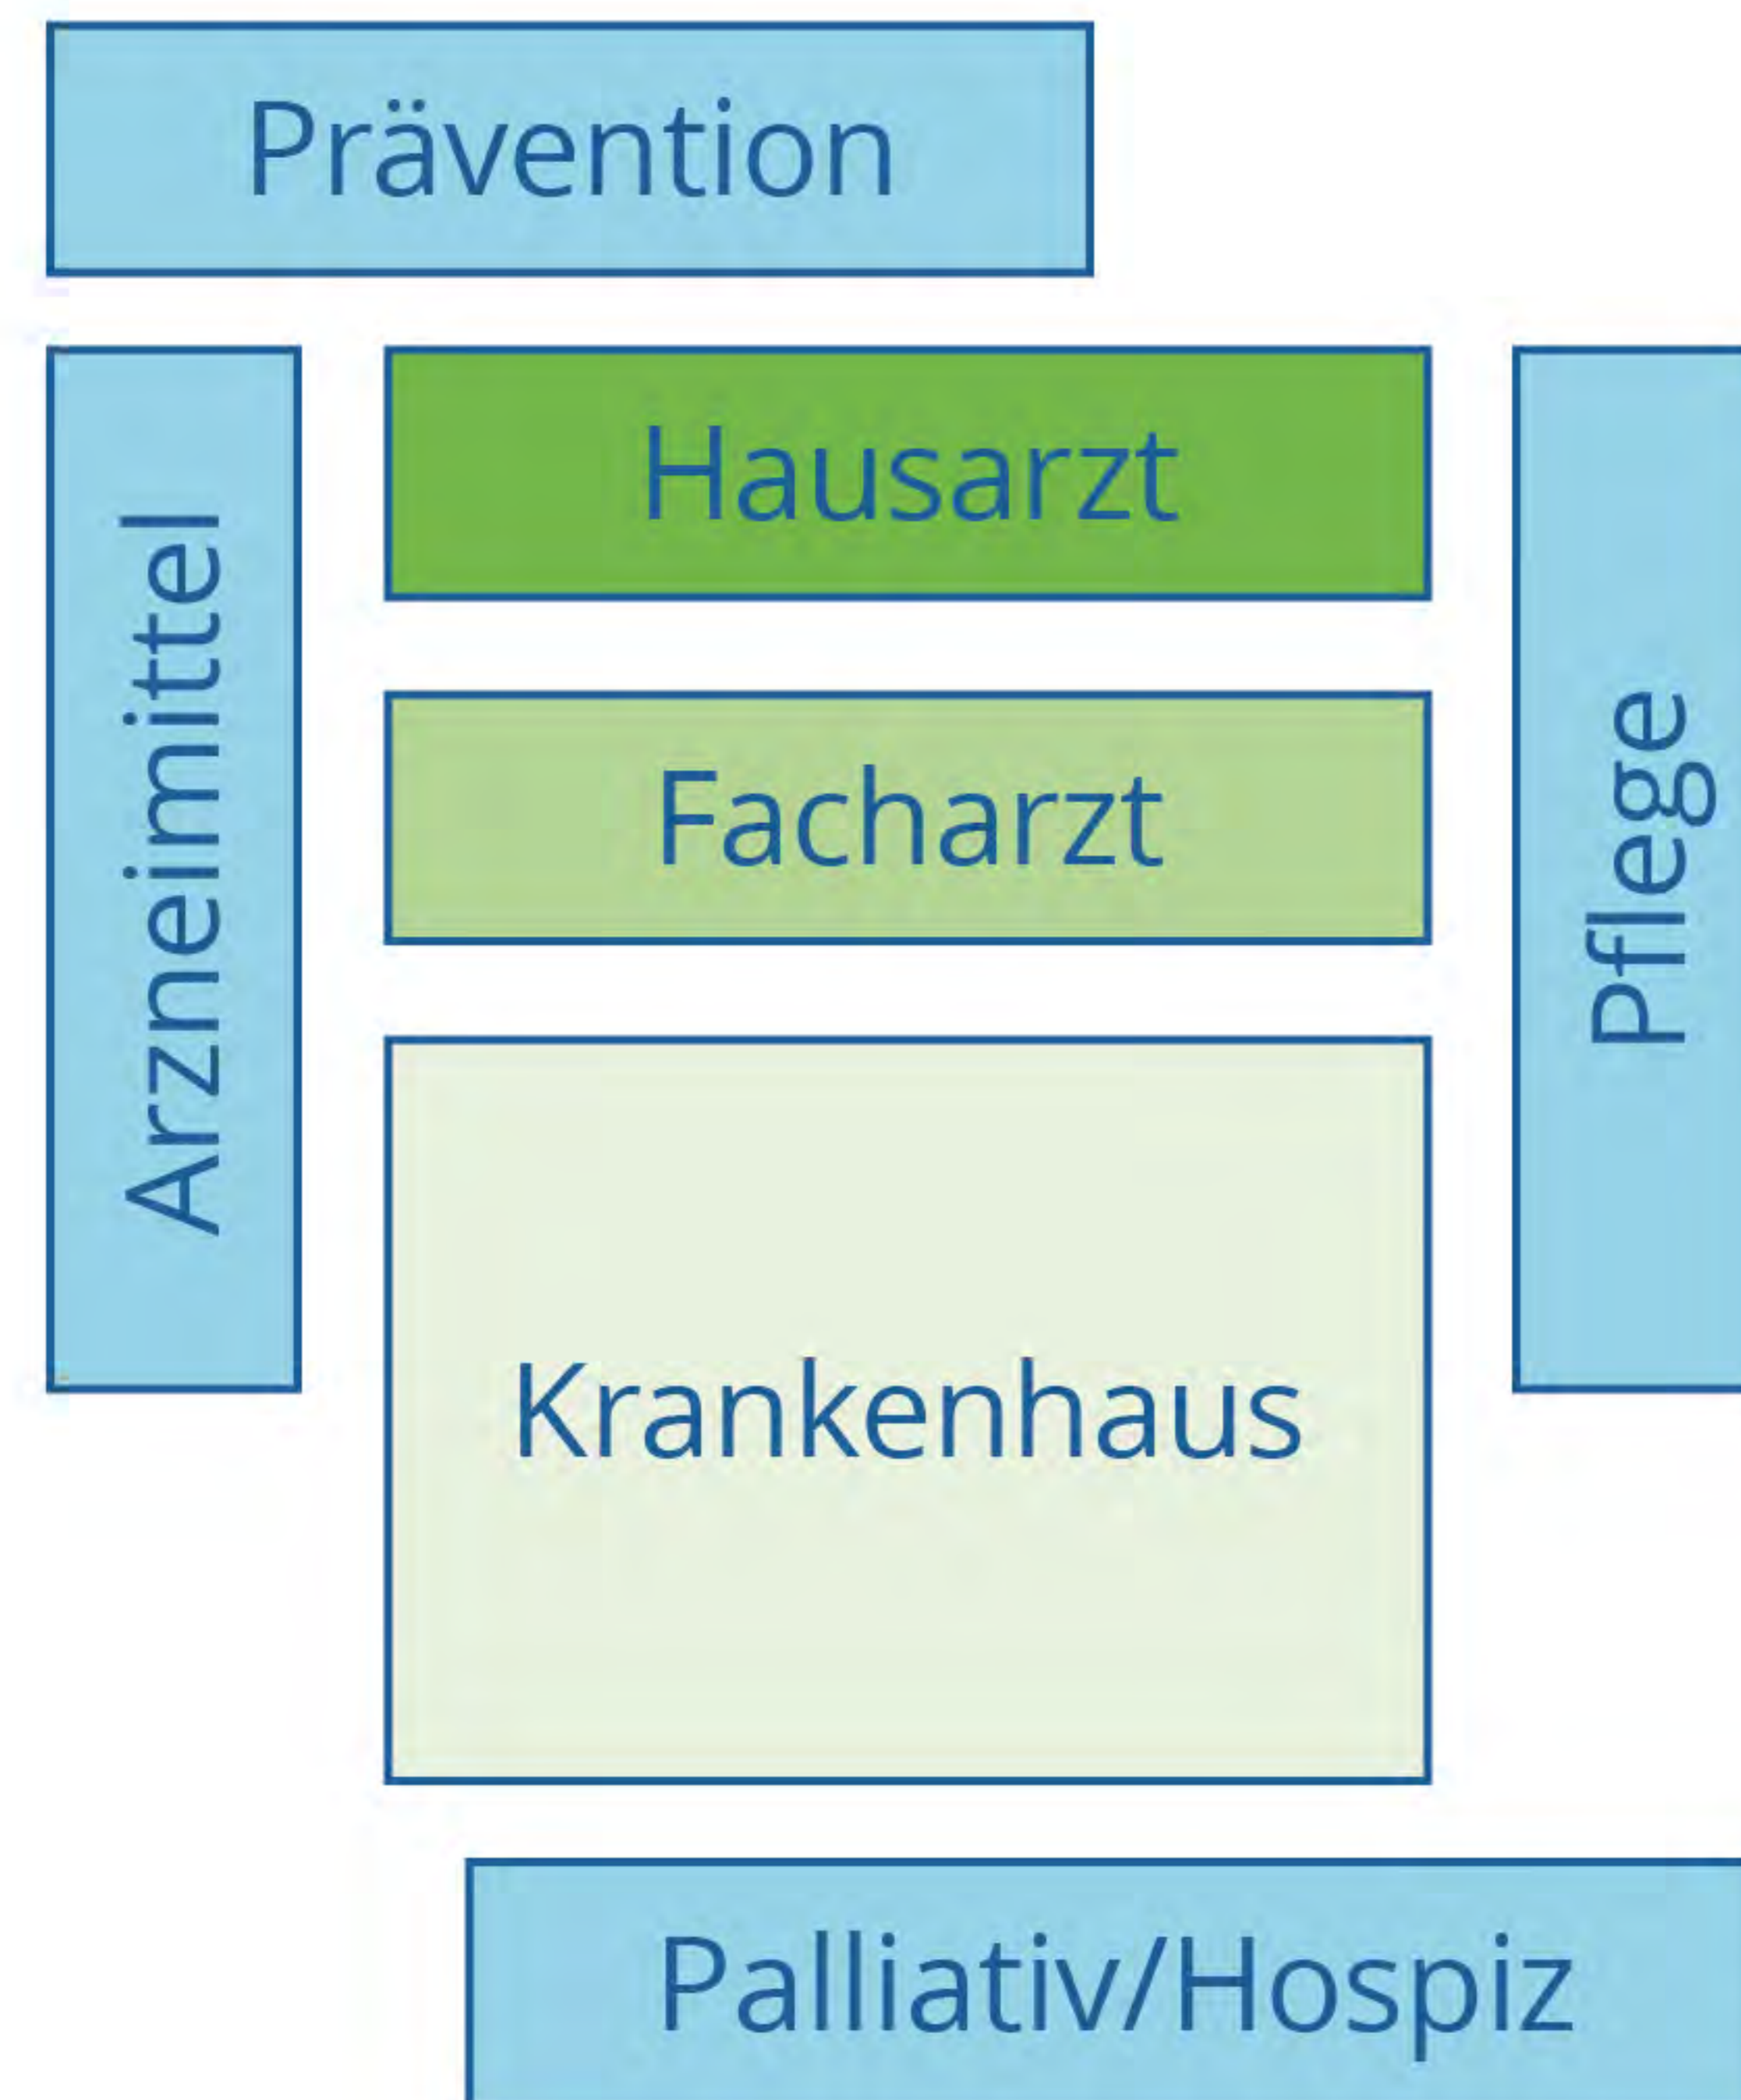 Prävention
Arzneimittel
Hausarzt
Facharzt
Krankenhaus
Pflege
Palliativ/Hospiz